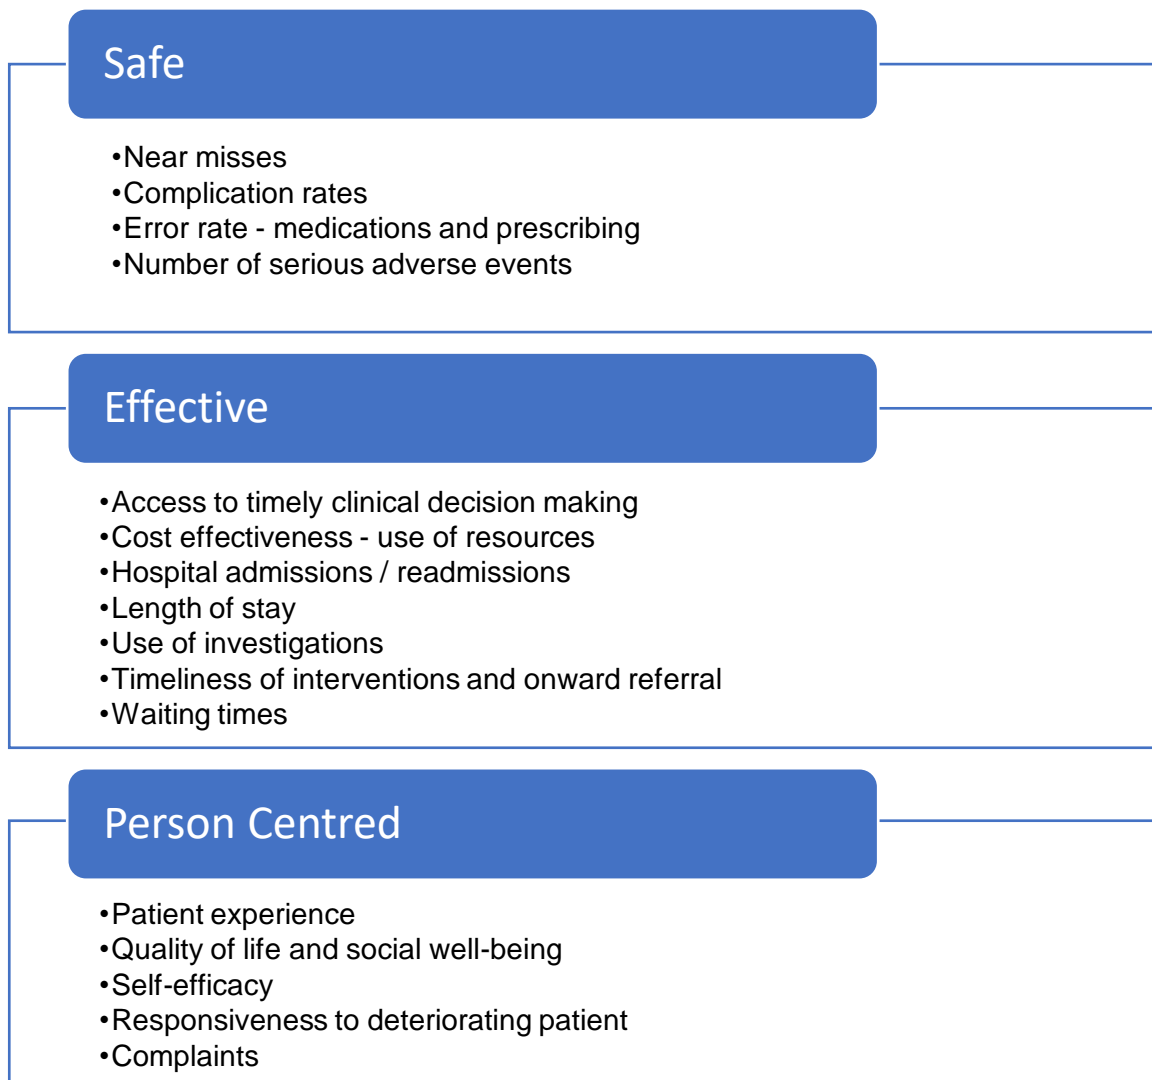 Safe
•Near misses
•Complication rates
•Error rate - medications and prescribing
•Number of serious adverse events
Effective
•Access to timely clinical decision making
•Cost effectiveness - use of resources
•Hospital admissions / readmissions
•Length of stay
•Use of investigations
•Timeliness of interventions and onward referral
•Waiting times
Person Centred
•Patient experience
•Quality of life and social well-being
•Self-efficacy
•Responsiveness to deteriorating patient
•Complaints